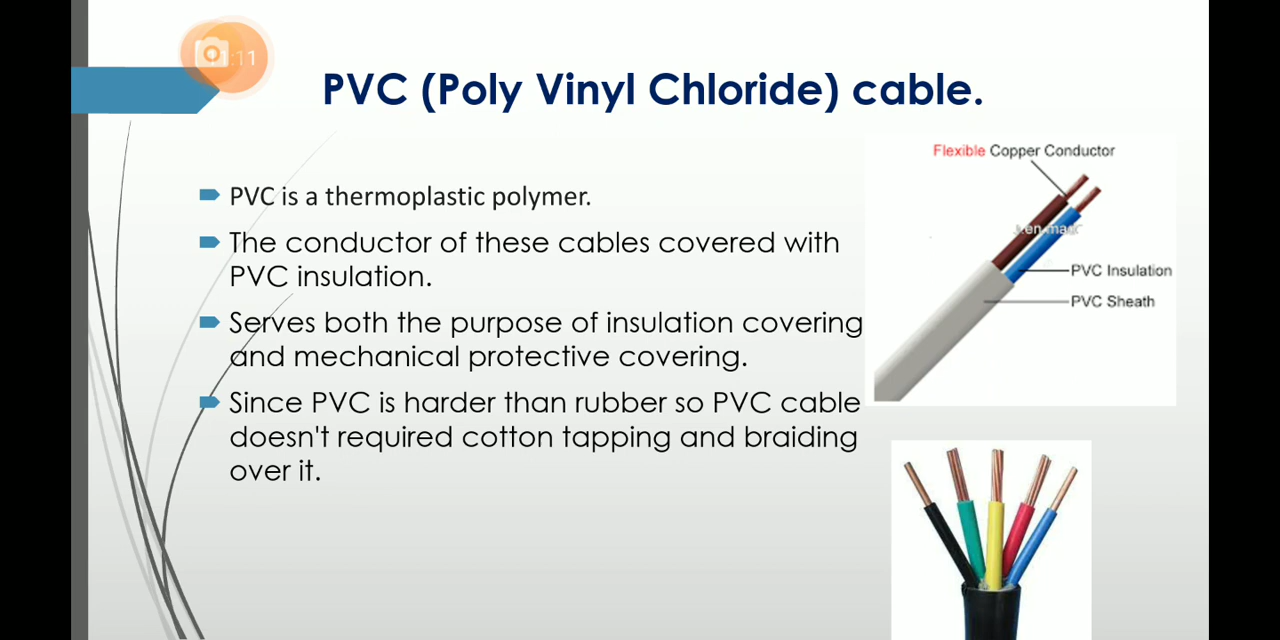 PVC (Poly Vinyl Chloride) cable.
PVC is a thermoplastic polymer.
The conductor of these cables covered with
PVC insulation.
Serves both the purpose of insulation covering
and mechanical protective covering.
Since PVC is harder than rubber so PVC cable
doesn't required cotton tapping and braiding
over it.
Flexible Copper Conductor
PVC Insulation
PVC Sheath